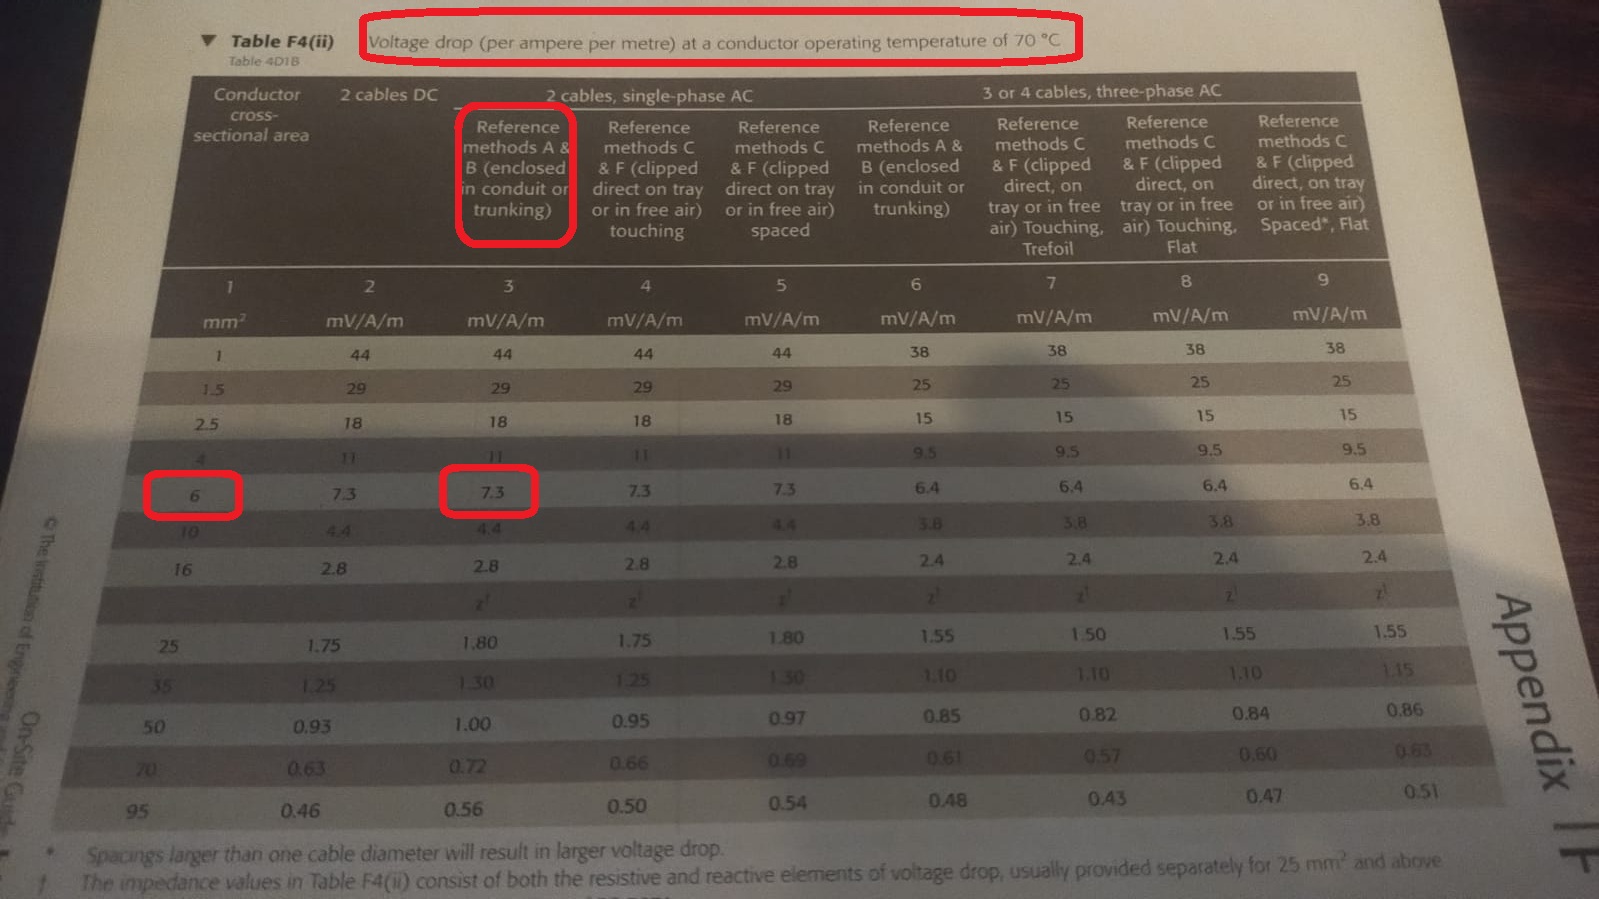 ▼ Table F4(ii) Voltage drop (per ampere per metre) at a conductor operating temperature of 70 °C
Table 4D1B
Conductor cross-sectional area 2 cables DC 2 cables, single-phase AC 3 or 4 cables, three-phase AC
Reference methods A & B (enclosed in conduit or trunking)
Reference methods C & F (clipped direct on tray or in free air) touching
Reference methods C & F (clipped direct on tray or in free air) spaced
Reference methods A & B (enclosed in conduit or trunking)
Reference methods C & F (clipped direct, on tray or in free air) Touching, Trefoil
Reference methods C & F (clipped direct, on tray or in free air) Touching, Flat
Reference methods C & F (clipped direct, on tray or in free air) Spaced*, Flat
1 2 3 4 5 6 7 8 9
mm² mV/A/m mV/A/m mV/A/m mV/A/m mV/A/m mV/A/m mV/A/m mV/A/m
1 44 44 44 44 38 38 38 38
1.5 29 29 29 29 25 25 25 25
2.5 18 18 18 18 15 15 15 15
4 11 11 11 11 9.5 9.5 9.5 9.5
6 7.3 7.3 7.3 7.3 6.4 6.4 6.4 6.4
10 4.4 4.4 4.4 4.4 3.8 3.8 3.8 3.8
16 2.8 2.8 2.8 2.8 2.4 2.4 2.4 2.4
z† z† z† z† z† z† z†
25 1.75 1.80 1.75 1.80 1.55 1.50 1.55 1.55
35 1.25 1.30 1.25 1.30 1.10 1.10 1.10 1.15
50 0.93 1.00 0.95 0.97 0.85 0.82 0.84 0.86
70 0.63 0.72 0.66 0.69 0.61 0.57 0.60 0.63
95 0.46 0.56 0.50 0.54 0.48 0.43 0.47 0.51
* Spacings larger than one cable diameter will result in larger voltage drop.
† The impedance values in Table F4(ii) consist of both the resistive and reactive elements of voltage drop, usually provided separately for 25 mm² and above
Appendix F
On-Site Guide
© The Institution of Engineering and